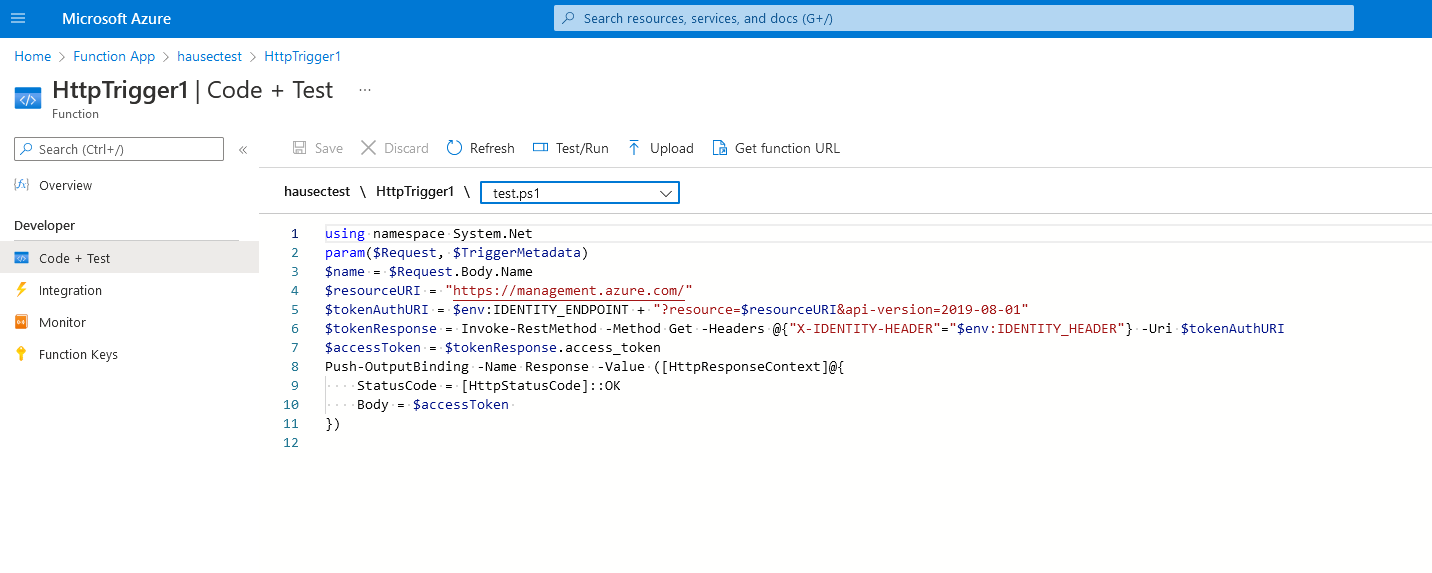 Microsoft Azure
Search resources, services, and docs (G+/)
Home > Function App > hausectest > HttpTrigger1
HttpTrigger1 | Code + Test ...
Function
Search (Ctrl+/) «
Save Discard Refresh Test/Run Upload Get function URL
Overview
Developer
Code + Test
Integration
Monitor
Function Keys
hausectest \ HttpTrigger1 \ test.ps1
1 using namespace System.Net
2 param($Request, $TriggerMetadata)
3 $name = $Request.Body.Name
4 $resourceURI = "https://management.azure.com/"
5 $tokenAuthURI = $env:IDENTITY_ENDPOINT + "?resource=$resourceURI&api-version=2019-08-01"
6 $tokenResponse = Invoke-RestMethod -Method Get -Headers @{"X-IDENTITY-HEADER"="$env:IDENTITY_HEADER"} -Uri $tokenAuthURI
7 $accessToken = $tokenResponse.access_token
8 Push-OutputBinding -Name Response -Value ([HttpResponseContext]@{
9     StatusCode = [HttpStatusCode]::OK
10     Body = $accessToken
11 })
12